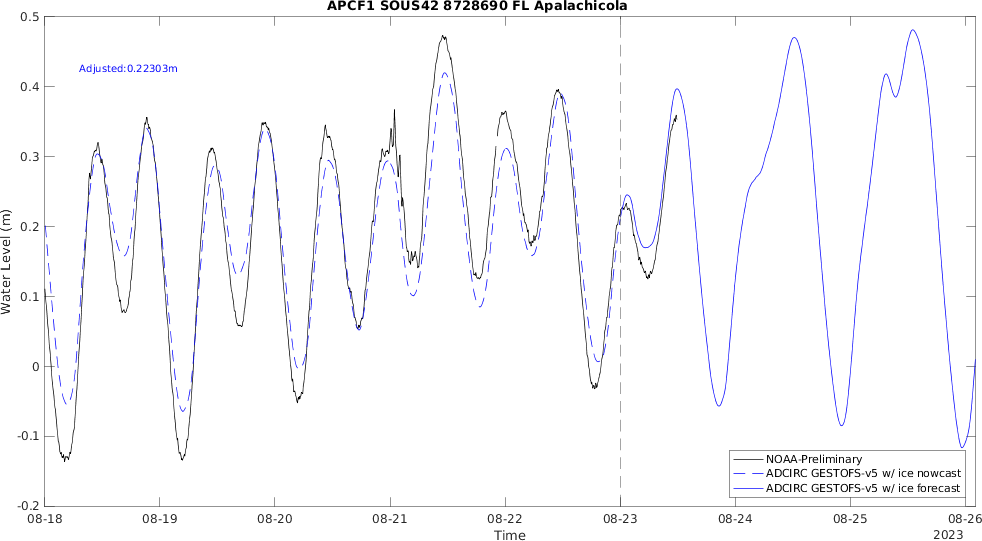 APCF1 SOUS42 8728690 FL Apalachicola
0.5
Adjusted:0.22303m
0.4
0.3
0.2
0.1
0
-0.1
-0.2
Water Level (m)
NOAA-Preliminary
ADCIRC GESTOFS-v5 w/ ice nowcast
ADCIRC GESTOFS-v5 w/ ice forecast
08-18 08-19 08-20 08-21 08-22 08-23 08-24 08-25 08-26
Time
2023